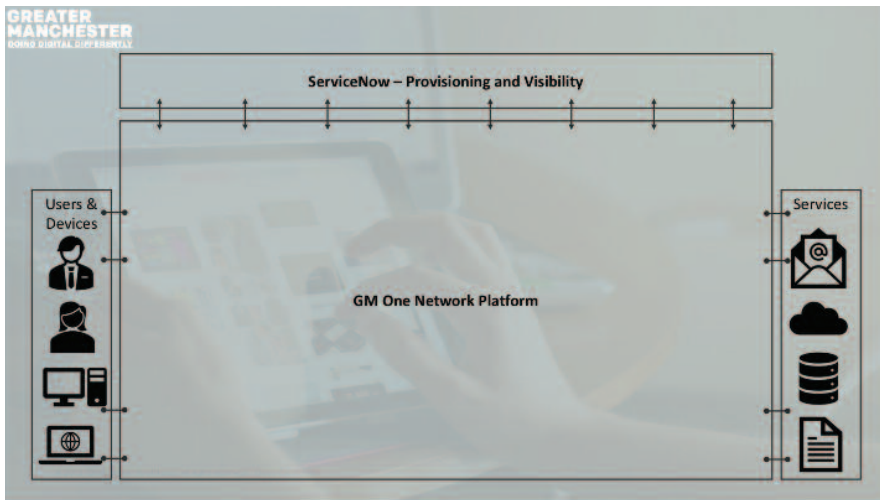 GREATER
MANCHESTER
DOING DIGITAL DIFFERENTLY
ServiceNow – Provisioning and Visibility
Users &
Devices
Services
@
GM One Network Platform